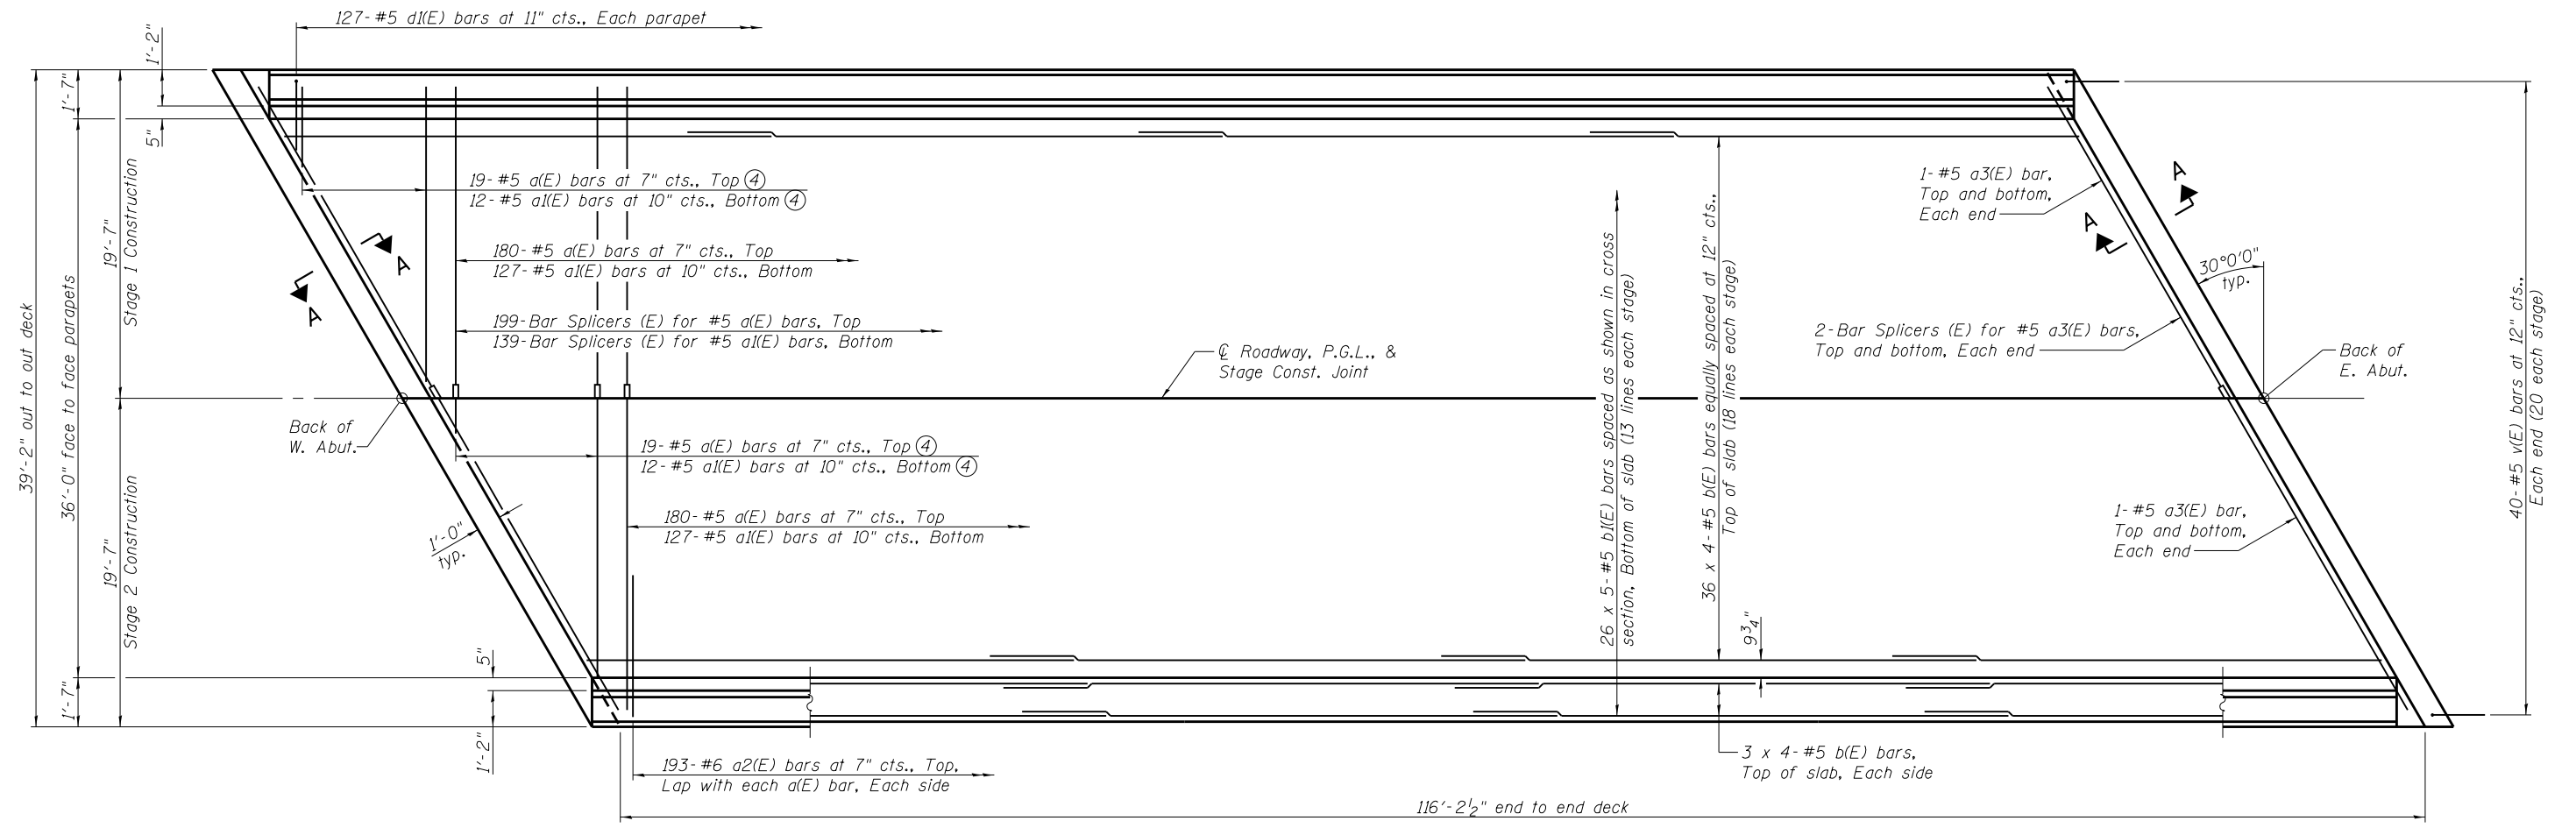 127-#5 d1(E) bars at 11" cts., Each parapet
1'-2"
1'-7"
5"
39'-2" out to out deck
36'-0" face to face parapets
19'-7"
Stage 1 Construction
19'-7"
Stage 2 Construction
1'-7"
19-#5 a(E) bars at 7" cts., Top ④
12-#5 a1(E) bars at 10" cts., Bottom ④
180-#5 a(E) bars at 7" cts., Top
127-#5 a1(E) bars at 10" cts., Bottom
199-Bar Splicers (E) for #5 a(E) bars, Top
139-Bar Splicers (E) for #5 a1(E) bars, Bottom
A
A
℄ Roadway, P.G.L., &
Stage Const. Joint
Back of
W. Abut.
19-#5 a(E) bars at 7" cts., Top ④
12-#5 a1(E) bars at 10" cts., Bottom ④
180-#5 a(E) bars at 7" cts., Top
127-#5 a1(E) bars at 10" cts., Bottom
1'-0"
typ.
5"
1'-2"
193-#6 a2(E) bars at 7" cts., Top,
Lap with each a(E) bar, Each side
26 x 5-#5 b1(E) bars spaced as shown in cross
section, Bottom of slab (13 lines each stage)
36 x 4-#5 b(E) bars equally spaced at 12" cts.,
Top of slab (18 lines each stage)
9¾"
3 x 4-#5 b(E) bars,
Top of slab, Each side
116'-2½" end to end deck
1-#5 a3(E) bar,
Top and bottom,
Each end
A
A
30°0'0"
typ.
2-Bar Splicers (E) for #5 a3(E) bars,
Top and bottom, Each end
Back of
E. Abut.
1-#5 a3(E) bar,
Top and bottom,
Each end
40-#5 v(E) bars at 12" cts.,
Each end (20 each stage)